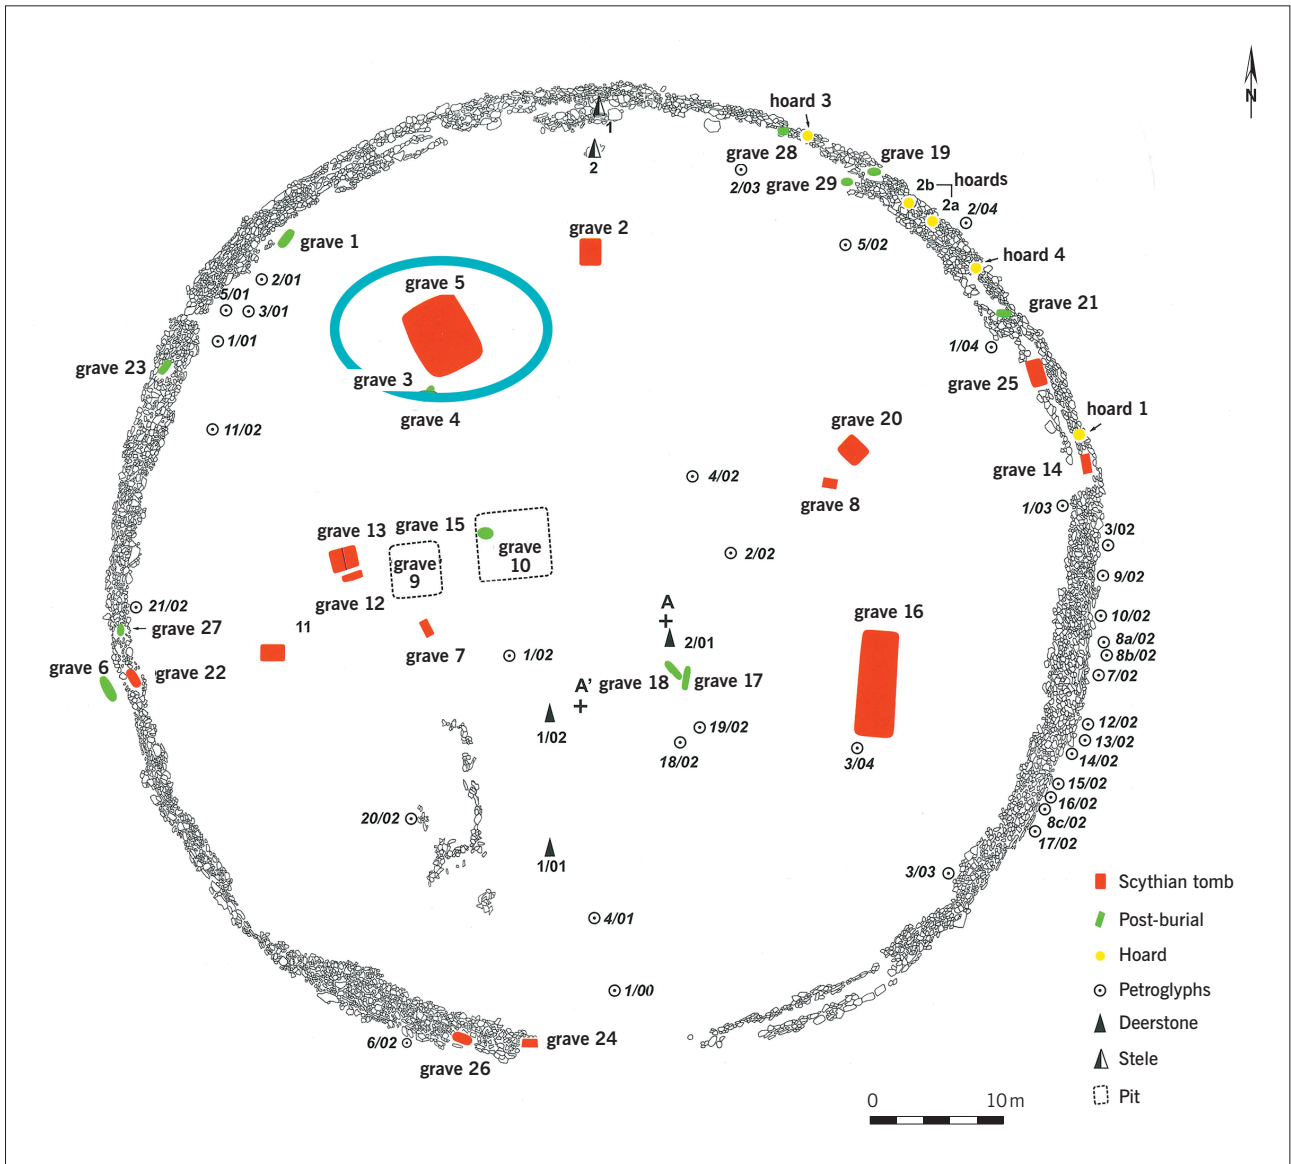 N
hoard 3
1
grave 28
grave 19
2
2/03
grave 29
2b
hoards
2a
2/04
grave 2
grave 1
5/02
hoard 4
2/01
grave 5
5/01
3/01
grave 21
1/01
1/04
grave 23
grave 3
grave 25
grave 4
hoard 1
grave 20
11/02
grave 14
4/02
grave 8
1/03
grave 13
grave 15
3/02
grave
10
2/02
grave
9
9/02
grave 12
A
21/02
grave 16
10/02
grave 27
11
2/01
8a/02
grave 7
1/02
8b/02
grave 6
grave 22
grave 18
grave 17
7/02
A'
19/02
12/02
1/02
13/02
18/02
3/04
14/02
15/02
16/02
20/02
8c/02
17/02
1/01
3/03
4/01
1/00
6/02
grave 24
grave 26
Scythian tomb
Post-burial
Hoard
Petroglyphs
Deerstone
Stele
Pit
0
10 m